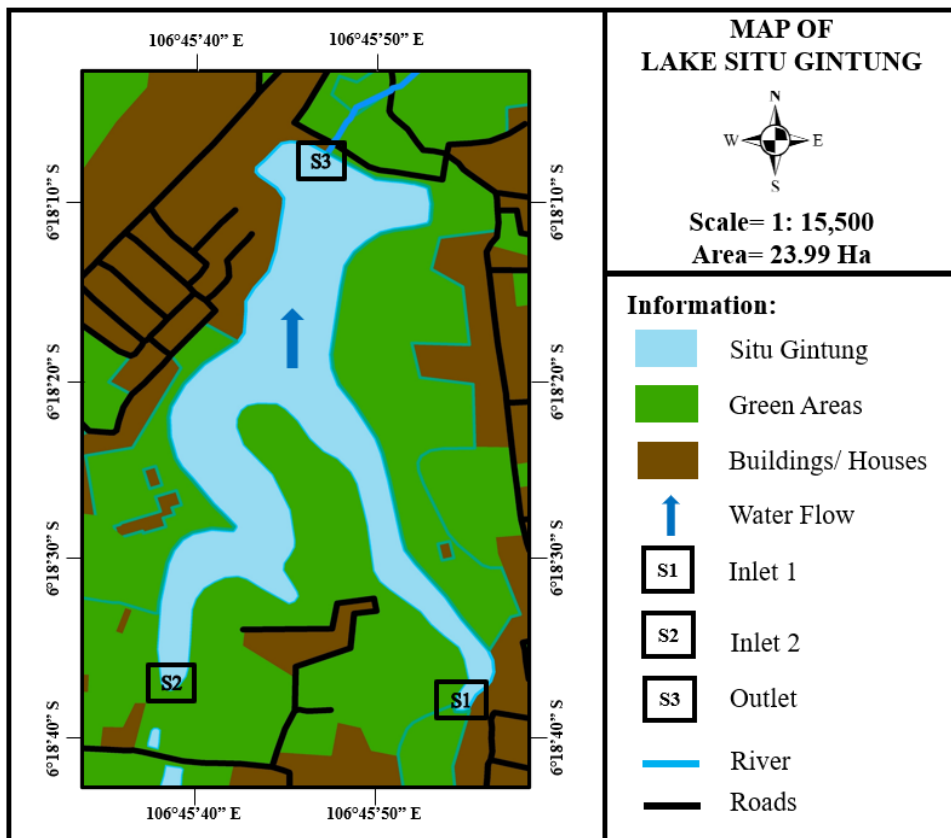 106°45'40” E
106°45'50” E
6°18'10” S
6°18'20” S
6°18'30” S
6°18'40” S
6°18'10” S
6°18'20” S
6°18'30” S
6°18'40” S
S3
S2
S1
106°45'40” E
106°45'50” E
MAP OF
LAKE SITU GINTUNG
N
W
E
S
Scale= 1: 15,500
Area= 23.99 Ha
Information:
Situ Gintung
Green Areas
Buildings/ Houses
Water Flow
S1 Inlet 1
S2 Inlet 2
S3 Outlet
River
Roads